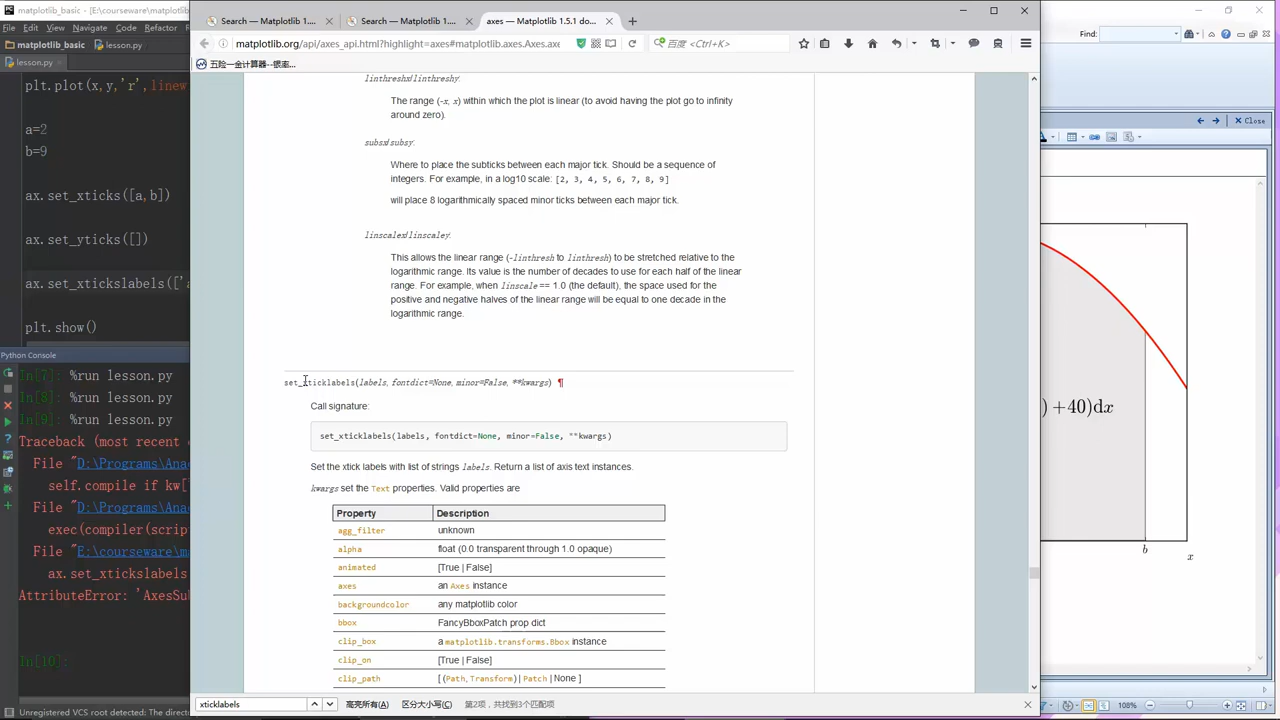 matplotlib_basic - [E:\courseware\m
File Edit View Navigate Code Refactor
matplotlib_basic lesson.py
lesson.py
plt.plot(x,y,'r',linew
a=2
b=9
ax.set_xticks([a,b])
ax.set_yticks([])
ax.set_xtickslabels(['a
plt.show()
Python Console
In[7]: %run lesson.py
In[8]: %run lesson.py
In[9]: %run lesson.py
Traceback (most recent c
File "D:\Programs\Ana
self.compile if kw[
File "D:\Programs\Ana
exec(compiler(scrip
File "E:\courseware\m
ax.set_xtickslabels
AttributeError: 'AxesSub
In[10]:
Unregistered VCS root detected: The direc
Search — Matplotlib 1....
Search — Matplotlib 1....
axes — Matplotlib 1.5.1 do...
matplotlib.org/api/axes_api.html?highlight=axes#matplotlib.axes.Axes.ax
百度 <Ctrl+K>
五险一金计算器--银率...
linthreshx/linthreshy:
The range (-x, x) within which the plot is linear (to avoid having the plot go to infinity
around zero).
subsx/subsy:
Where to place the subticks between each major tick. Should be a sequence of
integers. For example, in a log10 scale: [2, 3, 4, 5, 6, 7, 8, 9]
will place 8 logarithmically spaced minor ticks between each major tick.
linscalex/linscaley:
This allows the linear range (-linthresh to linthresh) to be stretched relative to the
logarithmic range. Its value is the number of decades to use for each half of the linear
range. For example, when linscale == 1.0 (the default), the space used for the
positive and negative halves of the linear range will be equal to one decade in the
logarithmic range.
set_xticklabels(labels, fontdict=None, minor=False, **kwargs) ¶
Call signature:
set_xticklabels(labels, fontdict=None, minor=False, **kwargs)
Set the xtick labels with list of strings labels. Return a list of axis text instances.
kwargs set the Text properties. Valid properties are
Property Description
agg_filter unknown
alpha float (0.0 transparent through 1.0 opaque)
animated [True | False]
axes an Axes instance
backgroundcolor any matplotlib color
bbox FancyBboxPatch prop dict
clip_box a matplotlib.transforms.Bbox instance
clip_on [True | False]
clip_path [ (Path, Transform) | Patch | None ]
xticklabels
高亮所有(A) 区分大小写(C) 第2项，共找到3个匹配项
Find:
Close
) +40)dx
b
x
108%